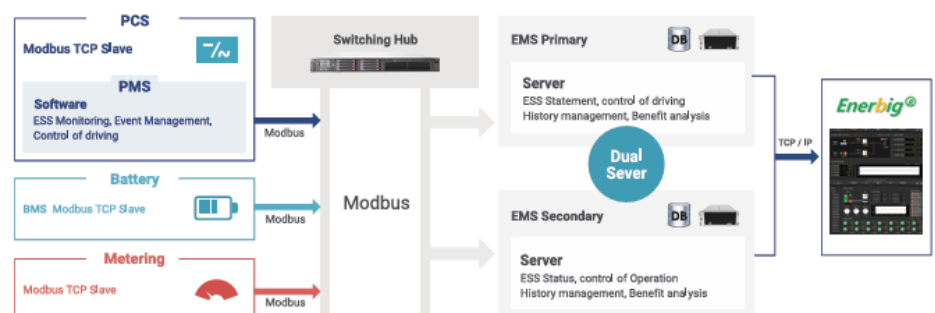 PCS
Modbus TCP Slave
PMS
Software
ESS Monitoring, Event Management,
Control of driving
Modbus
Battery
BMS Modbus TCP Slave
Modbus
Metering
Modbus TCP Slave
Modbus
Switching Hub
Modbus
EMS Primary
DB
Server
ESS Statement, control of driving
History management, Benefit analysis
Dual
Sever
EMS Secondary
DB
Server
ESS Status, control of Operation
History management, Benefit analysis
TCP / IP
Enerbig